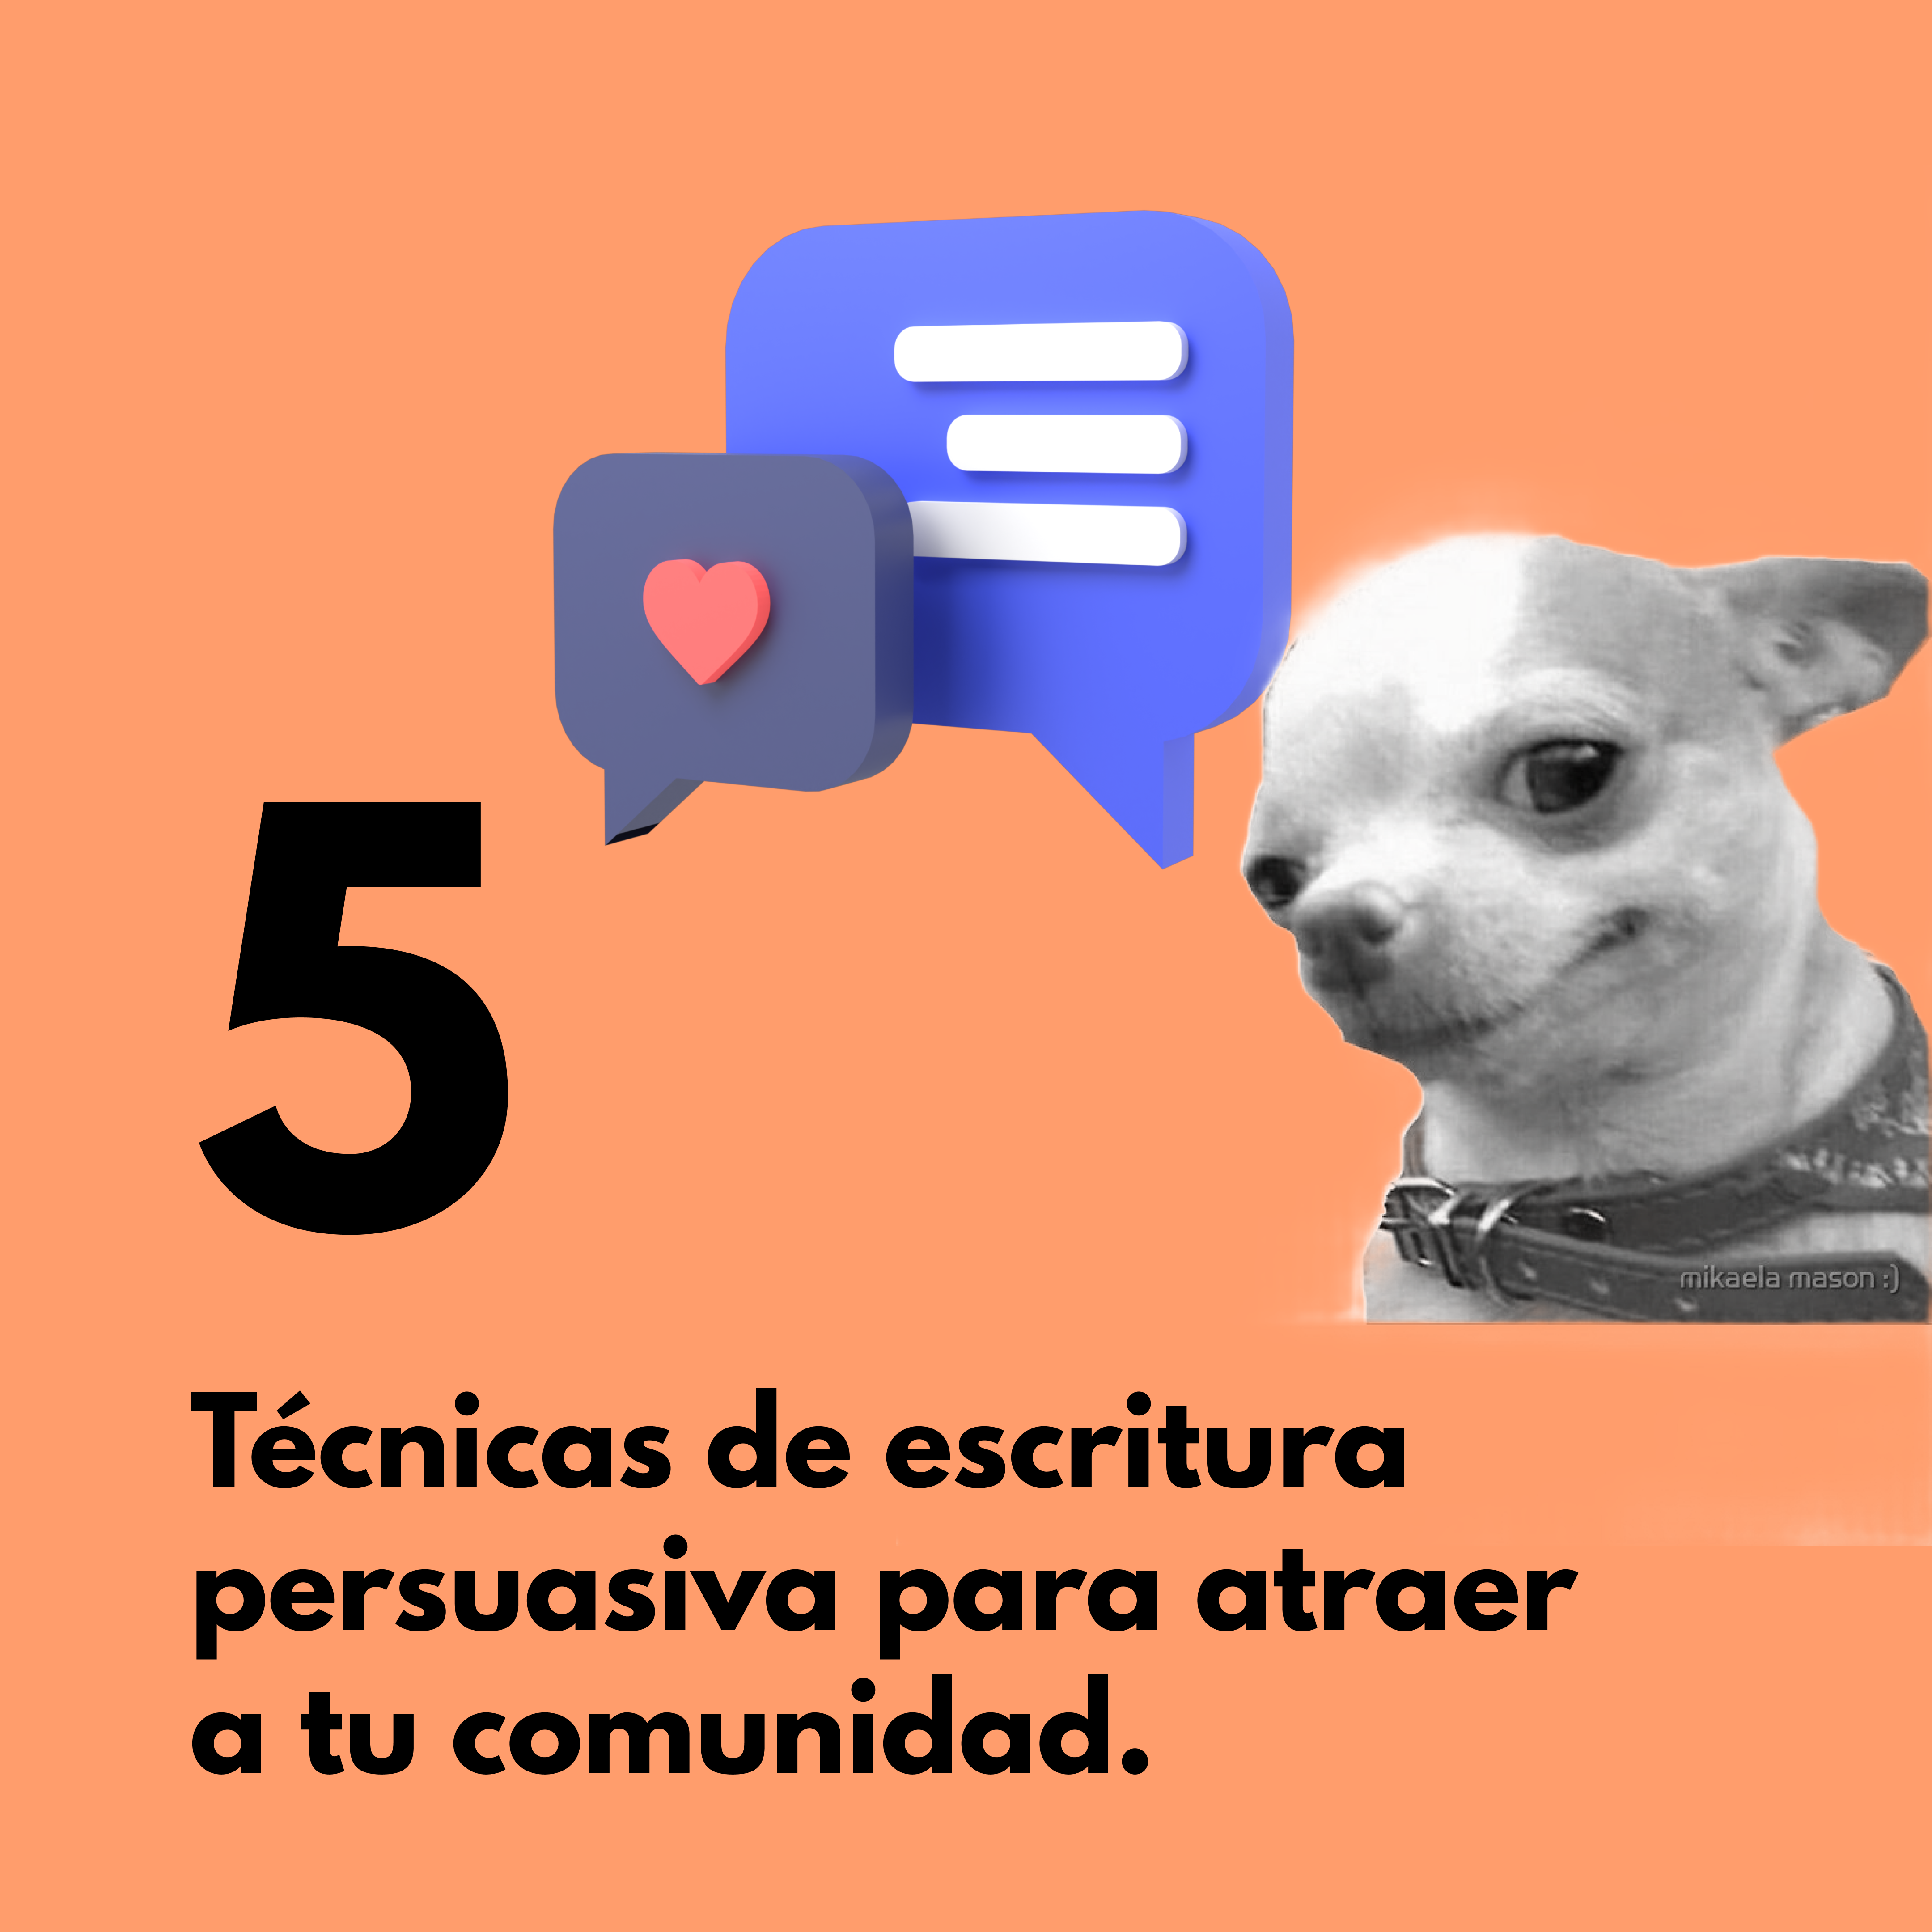 5
mikaela mason :)
Técnicas de escritura
persuasiva para atraer
a tu comunidad.